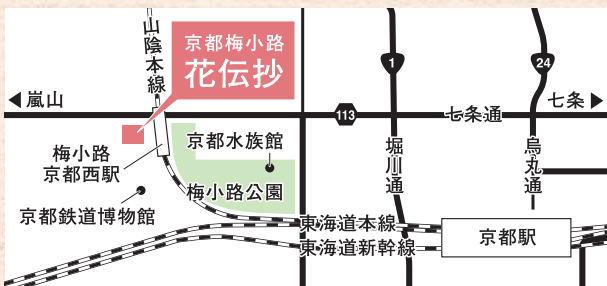 山陰本線
京都梅小路
花伝抄
1
24
嵐山
七条
113
七条通
京都水族館
堀川通
烏丸通
梅小路
京都西駅
梅小路公園
京都鉄道博物館
東海道本線
東海道新幹線
京都駅